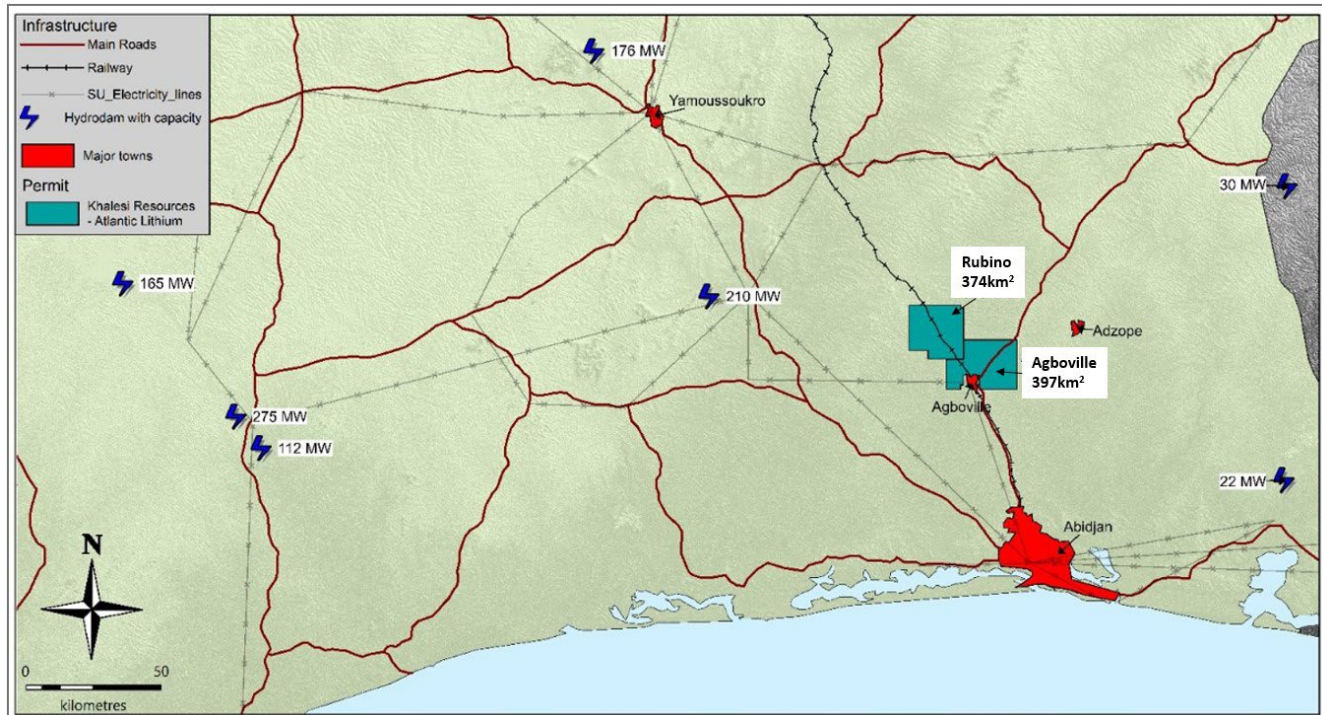 Infrastructure
Main Roads
Railway
SU_Electricity_lines
Hydrodam with capacity
Major towns
Permit
Khalesi Resources
- Atlantic Lithium
176 MW
Yamoussoukro
30 MW
165 MW
210 MW
Rubino
374km²
Adzope
Agboville
397km²
Agboville
275 MW
112 MW
22 MW
Abidjan
N
0 50
kilometres